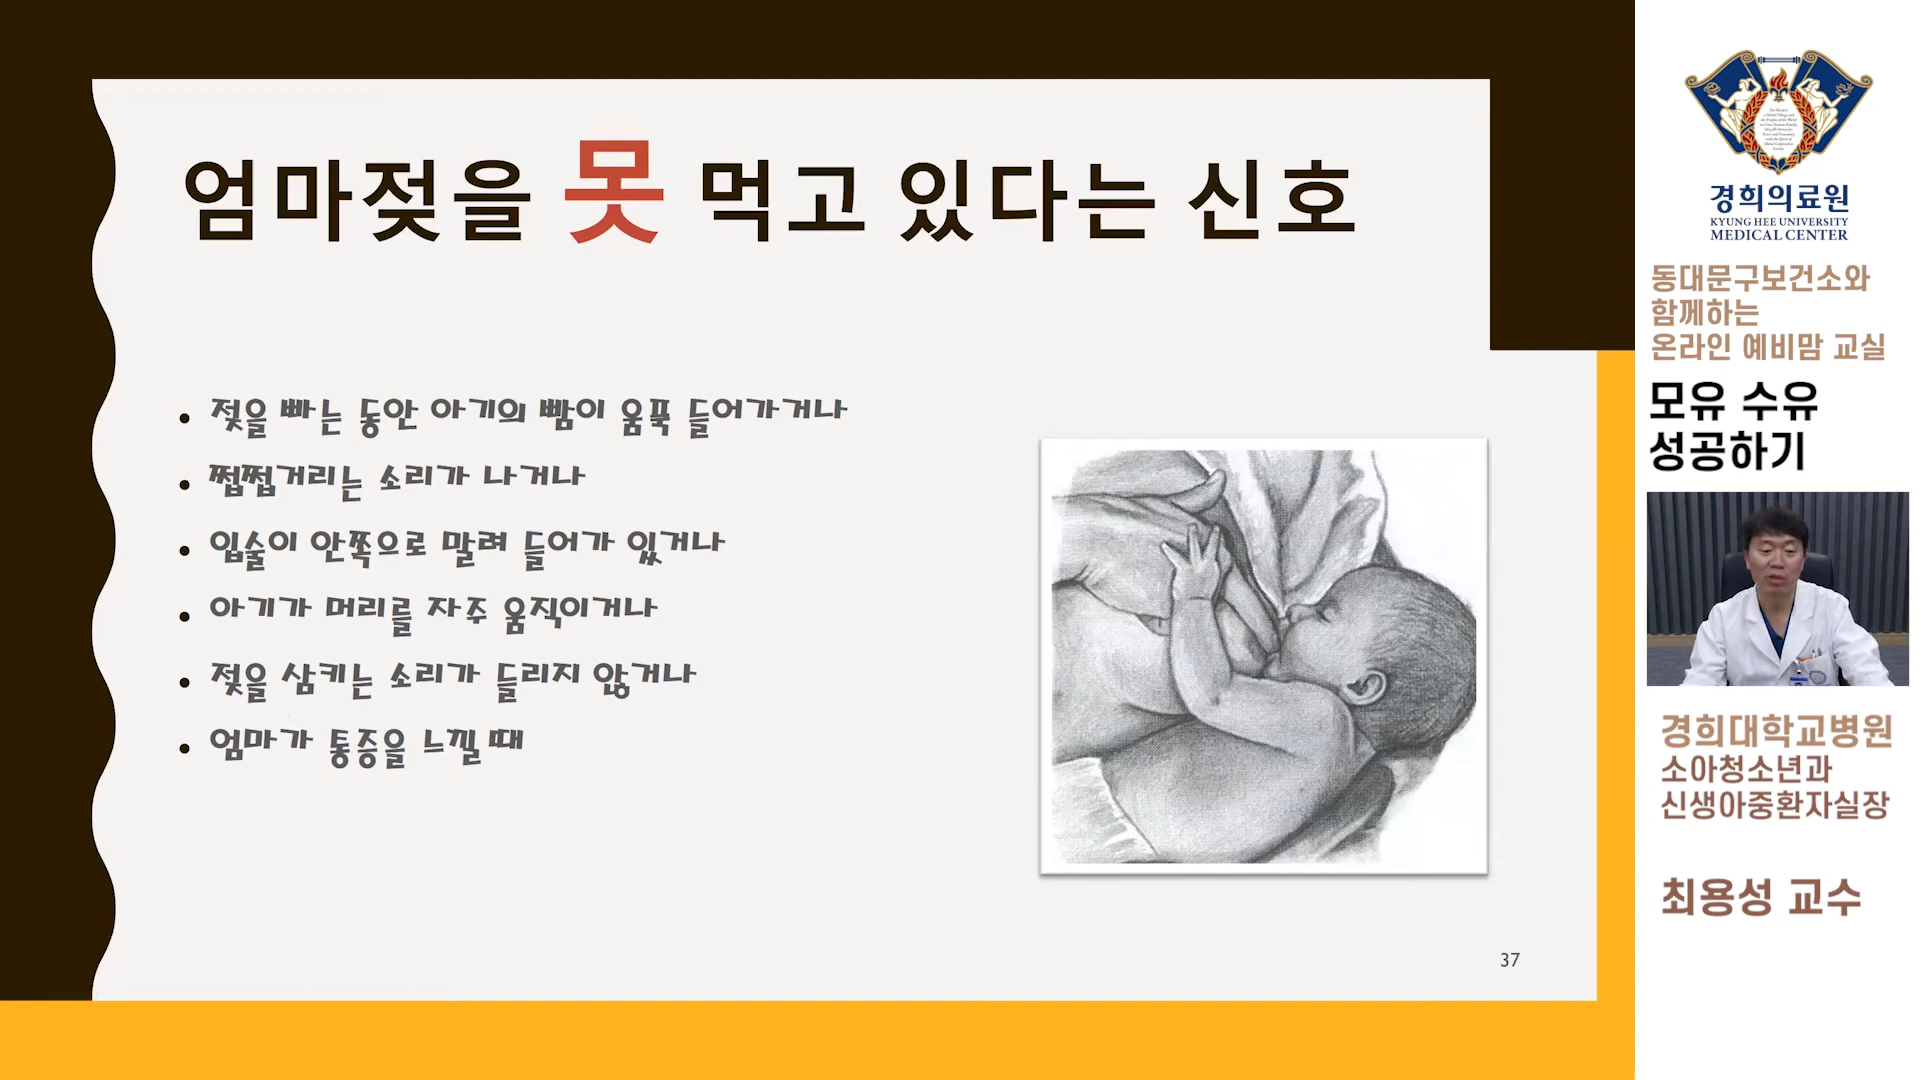 엄마젖을 못 먹고 있다는 신호
• 젖을 빠는 동안 아기의 뺨이 움푹 들어가거나
• 쩝쩝거리는 소리가 나거나
• 입술이 안쪽으로 말려 들어가 있거나
• 아기가 머리를 자주 움직이거나
• 젖을 삼키는 소리가 들리지 않거나
• 엄마가 통증을 느낄 때
37
경희의료원
KYUNG HEE UNIVERSITY
MEDICAL CENTER
동대문구보건소와
함께하는
온라인 예비맘 교실
모유 수유
성공하기
경희대학교병원
소아청소년과
신생아중환자실장
최용성 교수